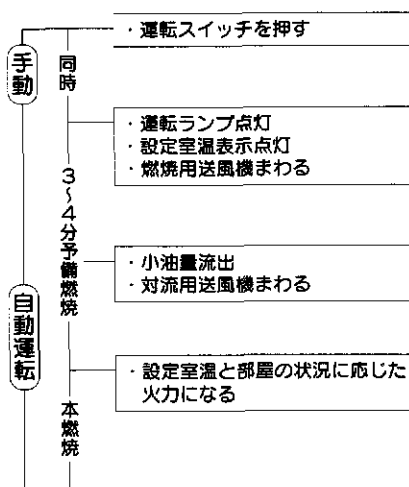 ・運転スイッチを押す
手動
同時
・運転ランプ点灯
・設定室温表示点灯
・燃焼用送風機まわる
3～4分予備燃焼
・小油量流出
・対流用送風機まわる
自動運転
・設定室温と部屋の状況に応じた
火力になる
本燃焼